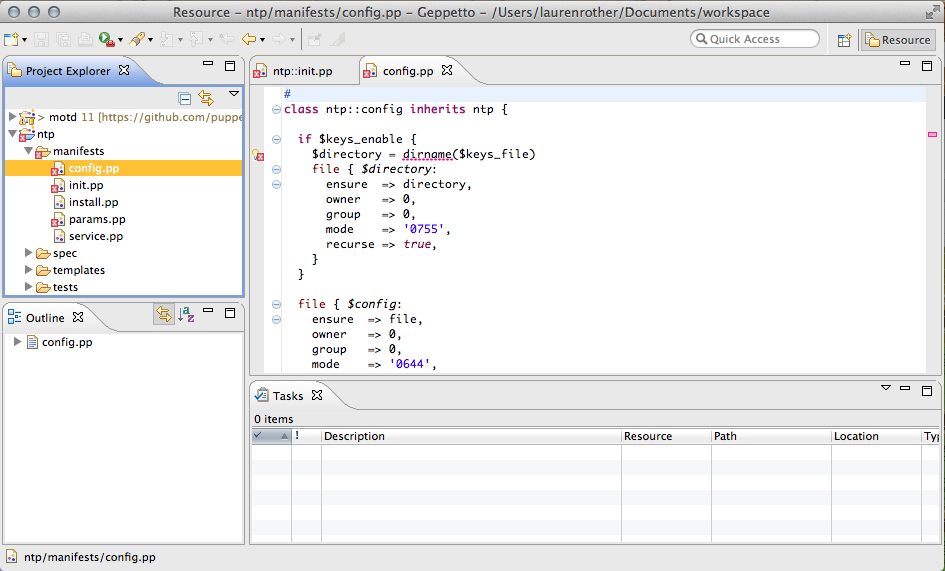 Resource – ntp/manifests/config.pp – Geppetto – /Users/laurenrother/Documents/workspace
Quick Access
Resource
Project Explorer
> motd 11 [https://github.com/puppe
ntp
manifests
config.pp
init.pp
install.pp
params.pp
service.pp
spec
templates
tests
Outline
config.pp
ntp::init.pp
config.pp
#
class ntp::config inherits ntp {
if $keys_enable {
$directory = dirname($keys_file)
file { $directory:
ensure => directory,
owner => 0,
group => 0,
mode => '0755',
recurse => true,
}
}
file { $config:
ensure => file,
owner => 0,
group => 0,
mode => '0644',
Tasks
0 items
! Description Resource Path Location Typ
ntp/manifests/config.pp